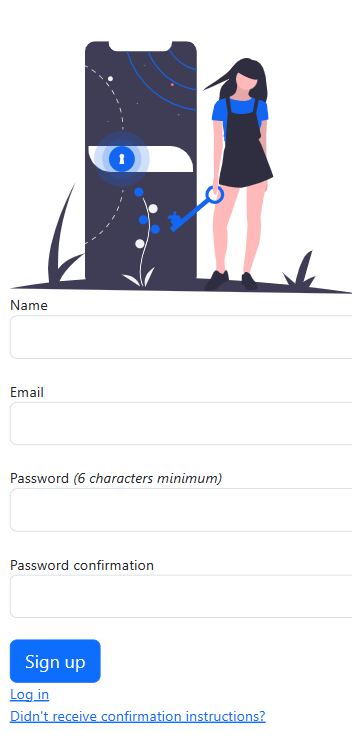 Name
Email
Password (6 characters minimum)
Password confirmation
Sign up
Log in
Didn't receive confirmation instructions?